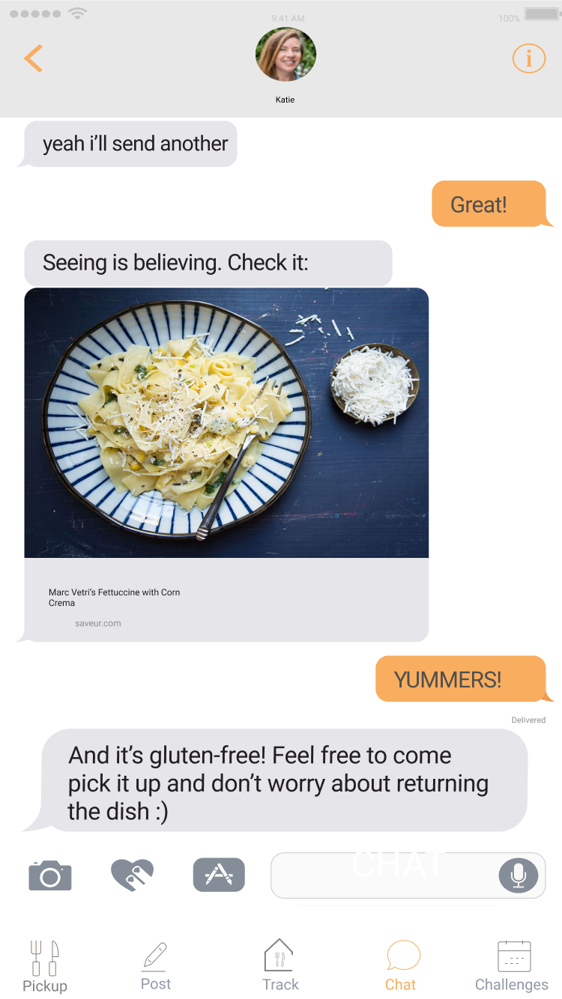 9:41 AM
100%
i
Katie
yeah i’ll send another
Great!
Seeing is believing. Check it:
Marc Vetri’s Fettuccine with Corn
Crema
saveur.com
YUMMERS!
Delivered
And it’s gluten-free! Feel free to come
pick it up and don’t worry about returning
the dish :)
CHAT
Pickup
Post
Track
Chat
Challenges